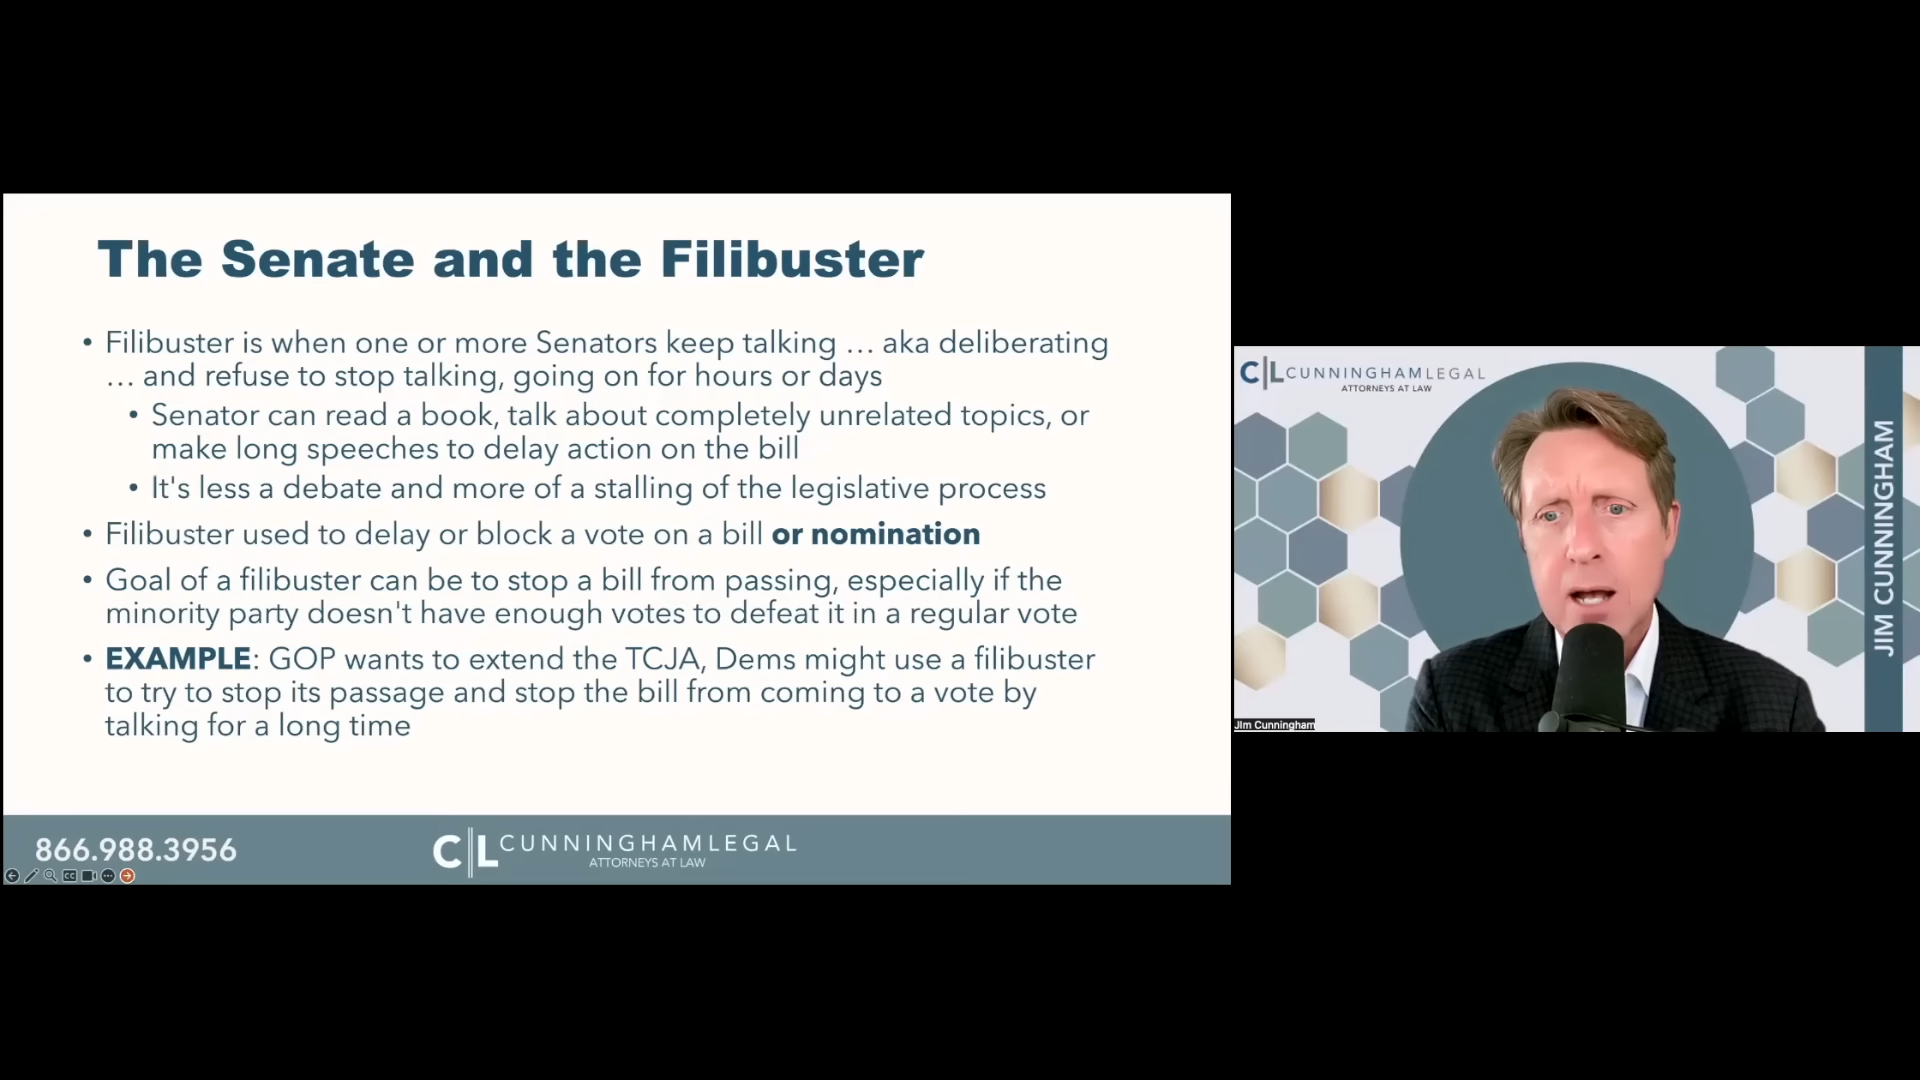 The Senate and the Filibuster
• Filibuster is when one or more Senators keep talking … aka deliberating
… and refuse to stop talking, going on for hours or days
• Senator can read a book, talk about completely unrelated topics, or
make long speeches to delay action on the bill
• It's less a debate and more of a stalling of the legislative process
• Filibuster used to delay or block a vote on a bill or nomination
• Goal of a filibuster can be to stop a bill from passing, especially if the
minority party doesn't have enough votes to defeat it in a regular vote
• EXAMPLE: GOP wants to extend the TCJA, Dems might use a filibuster
to try to stop its passage and stop the bill from coming to a vote by
talking for a long time
866.988.3956
C|L CUNNINGHAMLEGAL
ATTORNEYS AT LAW
CC
C|L CUNNINGHAMLEGAL
ATTORNEYS AT LAW
JIM CUNNINGHAM
JIm Cunningham